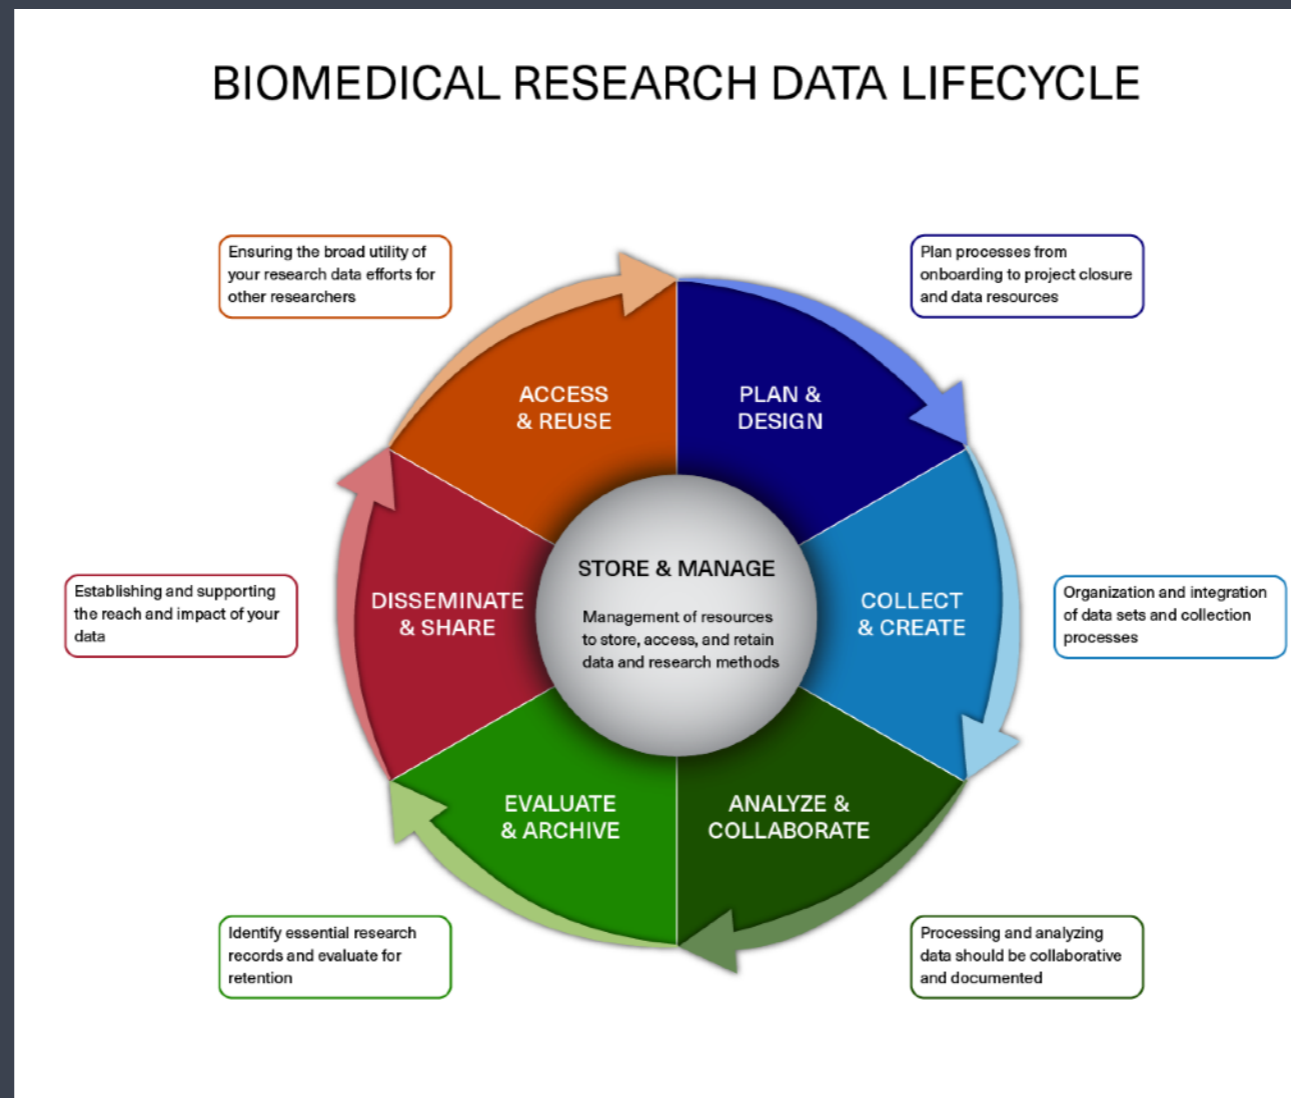 BIOMEDICAL RESEARCH DATA LIFECYCLE
Ensuring the broad utility of
your research data efforts for
other researchers
Plan processes from
onboarding to project closure
and data resources
ACCESS
& REUSE
PLAN &
DESIGN
STORE & MANAGE
Management of resources
to store, access, and retain
data and research methods
DISSEMINATE
& SHARE
COLLECT
& CREATE
Establishing and supporting
the reach and impact of your
data
Organization and integration
of data sets and collection
processes
EVALUATE
& ARCHIVE
ANALYZE &
COLLABORATE
Identify essential research
records and evaluate for
retention
Processing and analyzing
data should be collaborative
and documented